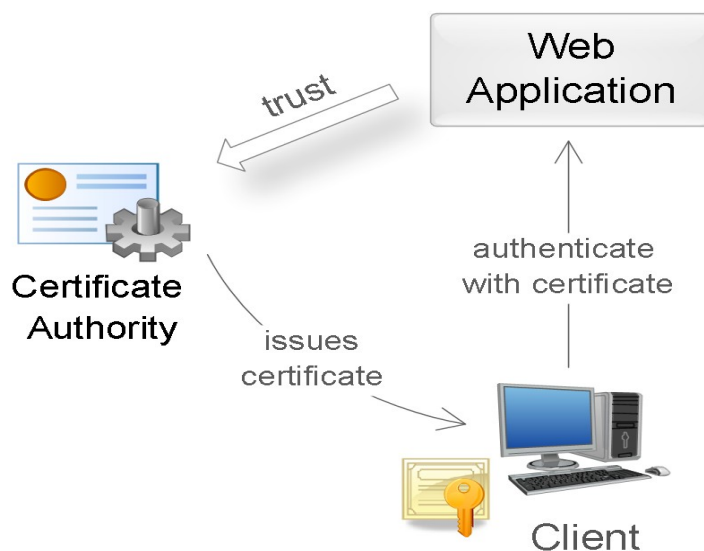 Web
Application
trust
Certificate
Authority
issues
certificate
authenticate
with certificate
Client